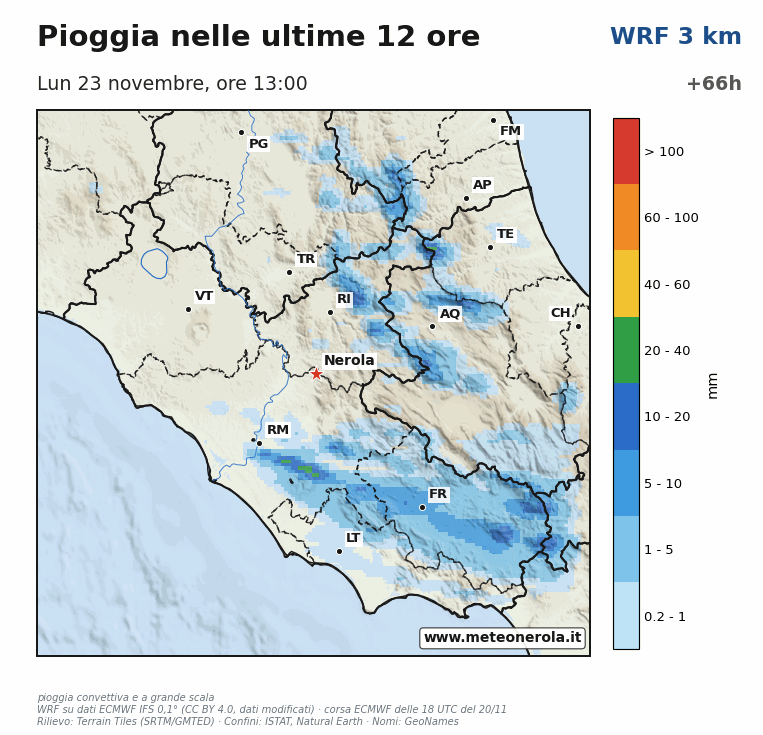 Pioggia nelle ultime 12 ore
WRF 3 km
Lun 23 novembre, ore 13:00
+66h
FM
PG
AP
TE
TR
VT
RI
AQ
CH
Nerola
RM
FR
LT
www.meteonerola.it
> 100
60 - 100
40 - 60
20 - 40
10 - 20
5 - 10
1 - 5
0.2 - 1
mm
pioggia convettiva e a grande scala
WRF su dati ECMWF IFS 0,1° (CC BY 4.0, dati modificati) · corsa ECMWF delle 18 UTC del 20/11
Rilievo: Terrain Tiles (SRTM/GMTED) · Confini: ISTAT, Natural Earth · Nomi: GeoNames